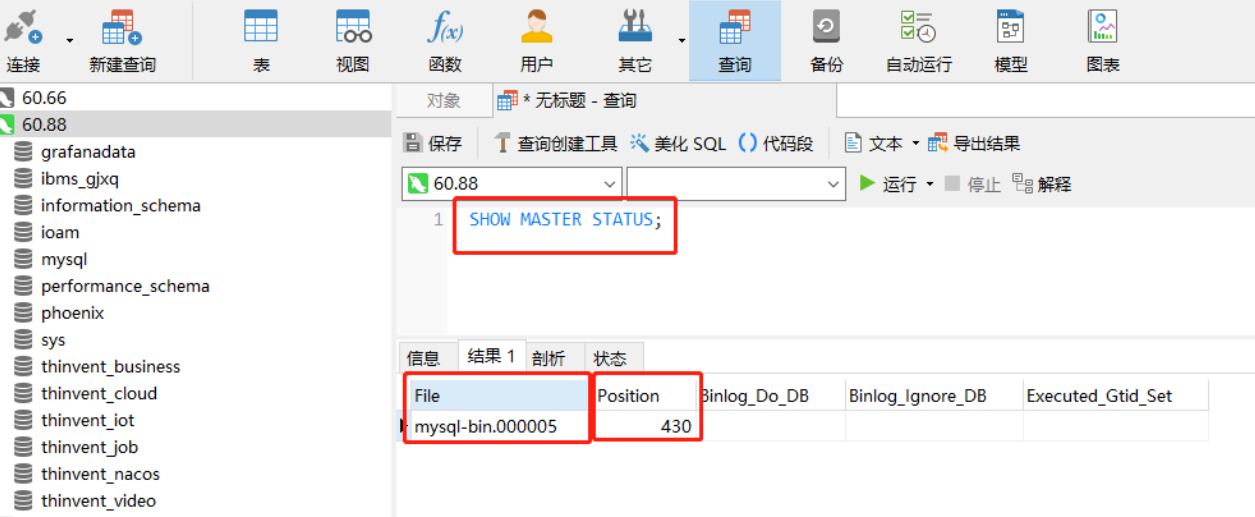 连接 新建查询 表 视图 函数 用户 其它 查询 备份 自动运行 模型 图表
60.66
60.88
grafanadata
ibms_gjxq
information_schema
ioam
mysql
performance_schema
phoenix
sys
thinvent_business
thinvent_cloud
thinvent_iot
thinvent_job
thinvent_nacos
thinvent_video
对象 * 无标题 - 查询
保存 查询创建工具 美化 SQL () 代码段 文本 导出结果
60.88 运行 停止 解释
1 SHOW MASTER STATUS;
信息 结果 1 剖析 状态
File Position Binlog_Do_DB Binlog_Ignore_DB Executed_Gtid_Set
mysql-bin.000005 430